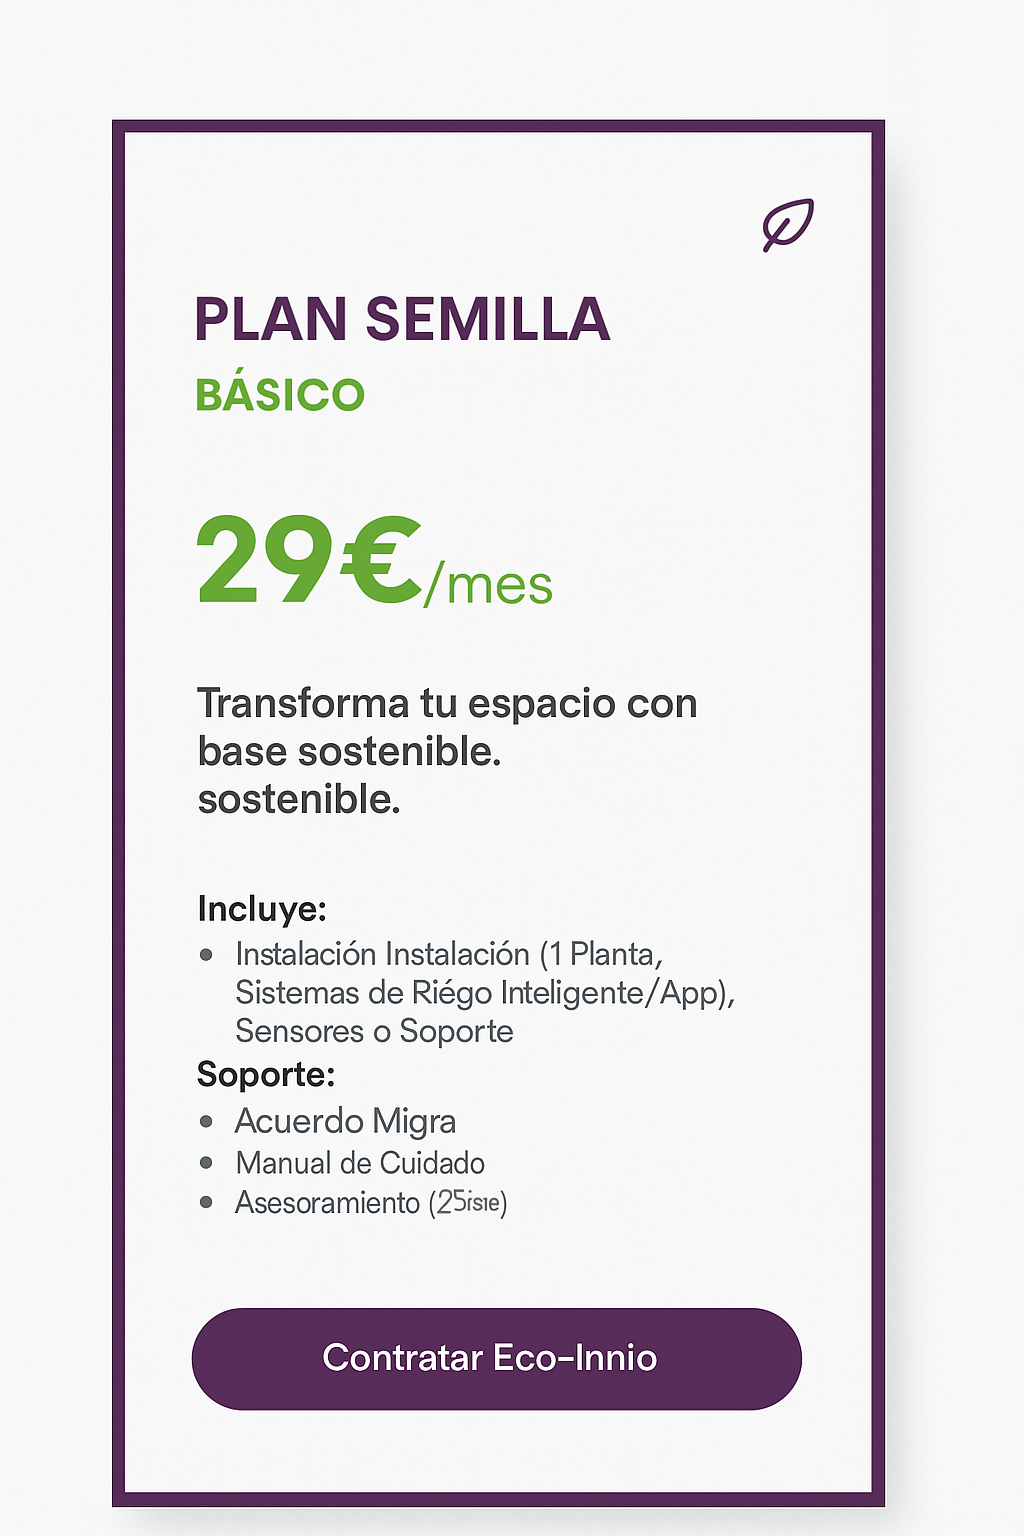 PLAN SEMILLA
BÁSICO
29€/mes
Transforma tu espacio con
base sostenible.
sostenible.
Incluye:
• Instalación Instalación (1 Planta,
Sistemas de Riégo Inteligente/App),
Sensores o Soporte
Soporte:
• Acuerdo Migra
• Manual de Cuidado
• Asesoramiento
Contratar Eco-Innio